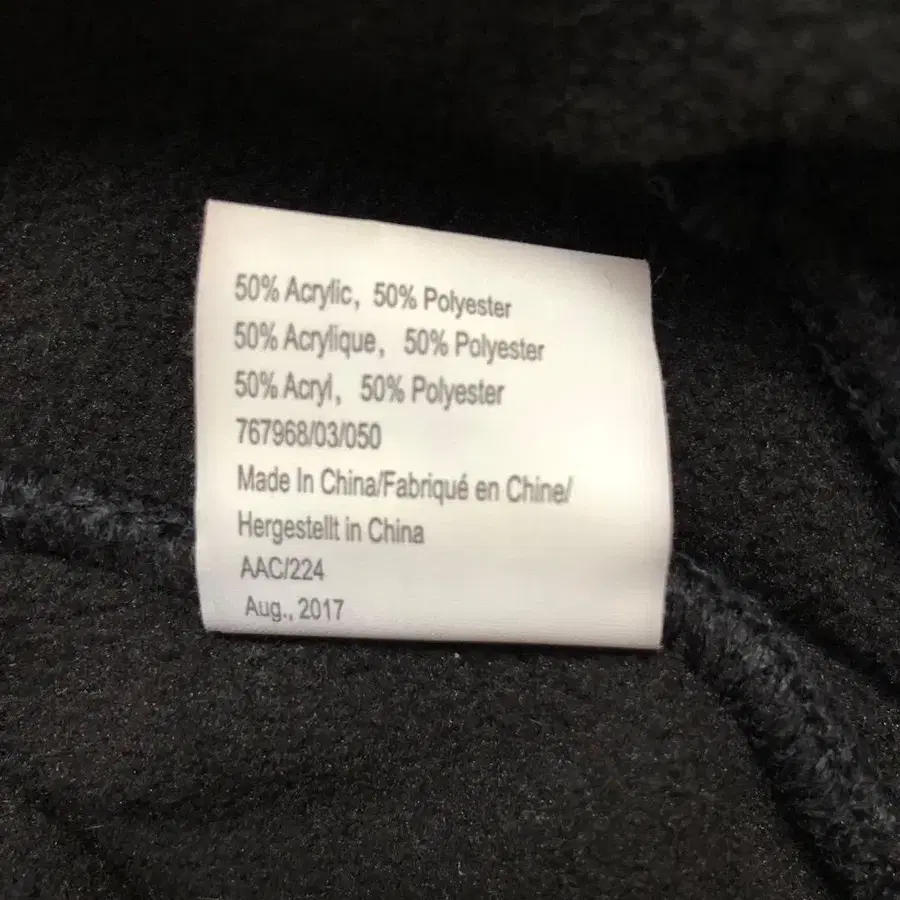 50% Acrylic, 50% Polyester
50% Acrylique, 50% Polyester
50% Acryl, 50% Polyester
767968/03/050
Made In China/Fabriqué en Chine/
Hergestellt in China
AAC/224
Aug., 2017